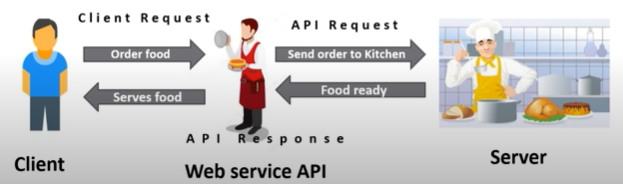 Client Request
API Request
Order food
Send order to Kitchen
Serves food
Food ready
API Response
Client
Web service API
Server